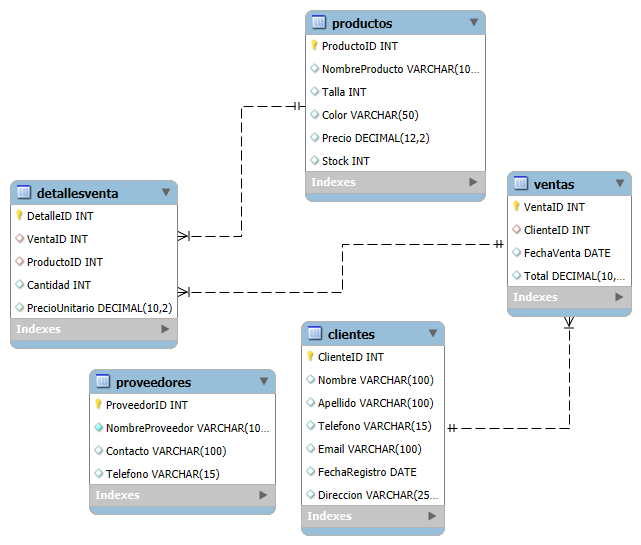 productos
ProductoID INT
NombreProducto VARCHAR(10...
Talla INT
Color VARCHAR(50)
Precio DECIMAL(12,2)
Stock INT
Indexes
detallesventa
DetalleID INT
VentaID INT
ProductoID INT
Cantidad INT
PrecioUnitario DECIMAL(10,2)
Indexes
ventas
VentaID INT
ClienteID INT
FechaVenta DATE
Total DECIMAL(10,...
Indexes
clientes
ClienteID INT
Nombre VARCHAR(100)
Apellido VARCHAR(100)
Telefono VARCHAR(15)
Email VARCHAR(100)
FechaRegistro DATE
Direccion VARCHAR(25...
Indexes
proveedores
ProveedorID INT
NombreProveedor VARCHAR(10...
Contacto VARCHAR(100)
Telefono VARCHAR(15)
Indexes